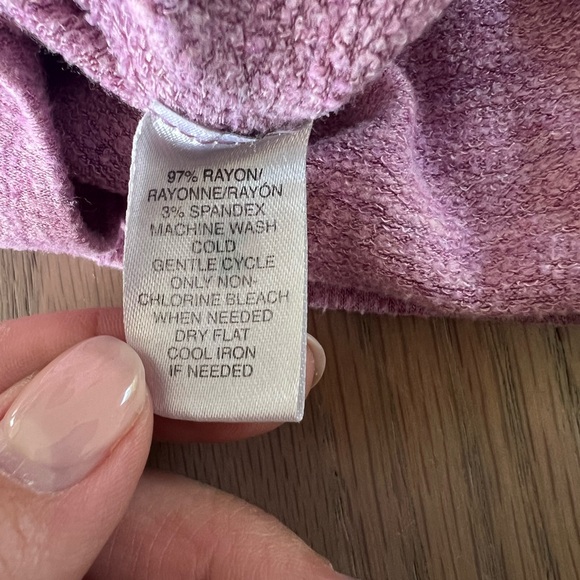 97% RAYON/
RAYONNE/RAYÓN
3% SPANDEX
MACHINE WASH
COLD
GENTLE CYCLE
ONLY NON-
CHLORINE BLEACH
WHEN NEEDED
DRY FLAT
COOL IRON
IF NEEDED